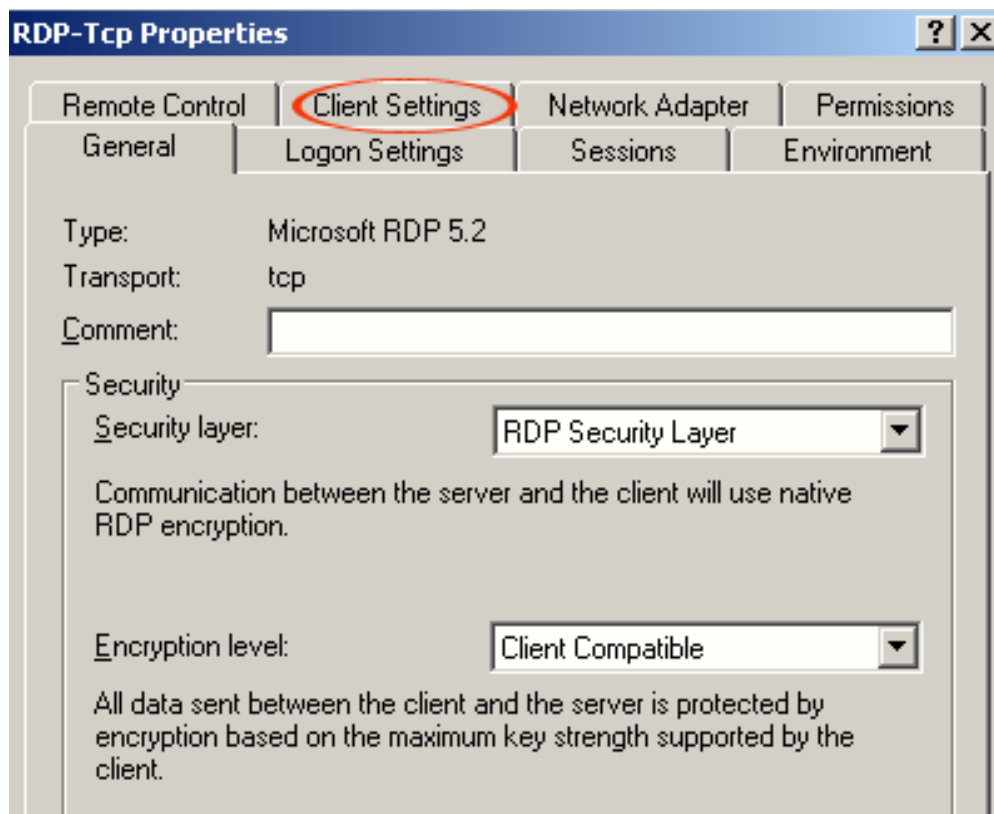 RDP-Tcp Properties
Remote Control Client Settings Network Adapter Permissions
General Logon Settings Sessions Environment
Type: Microsoft RDP 5.2
Transport: tcp
Comment:
Security
Security layer: RDP Security Layer
Communication between the server and the client will use native
RDP encryption.
Encryption level: Client Compatible
All data sent between the client and the server is protected by
encryption based on the maximum key strength supported by the
client.